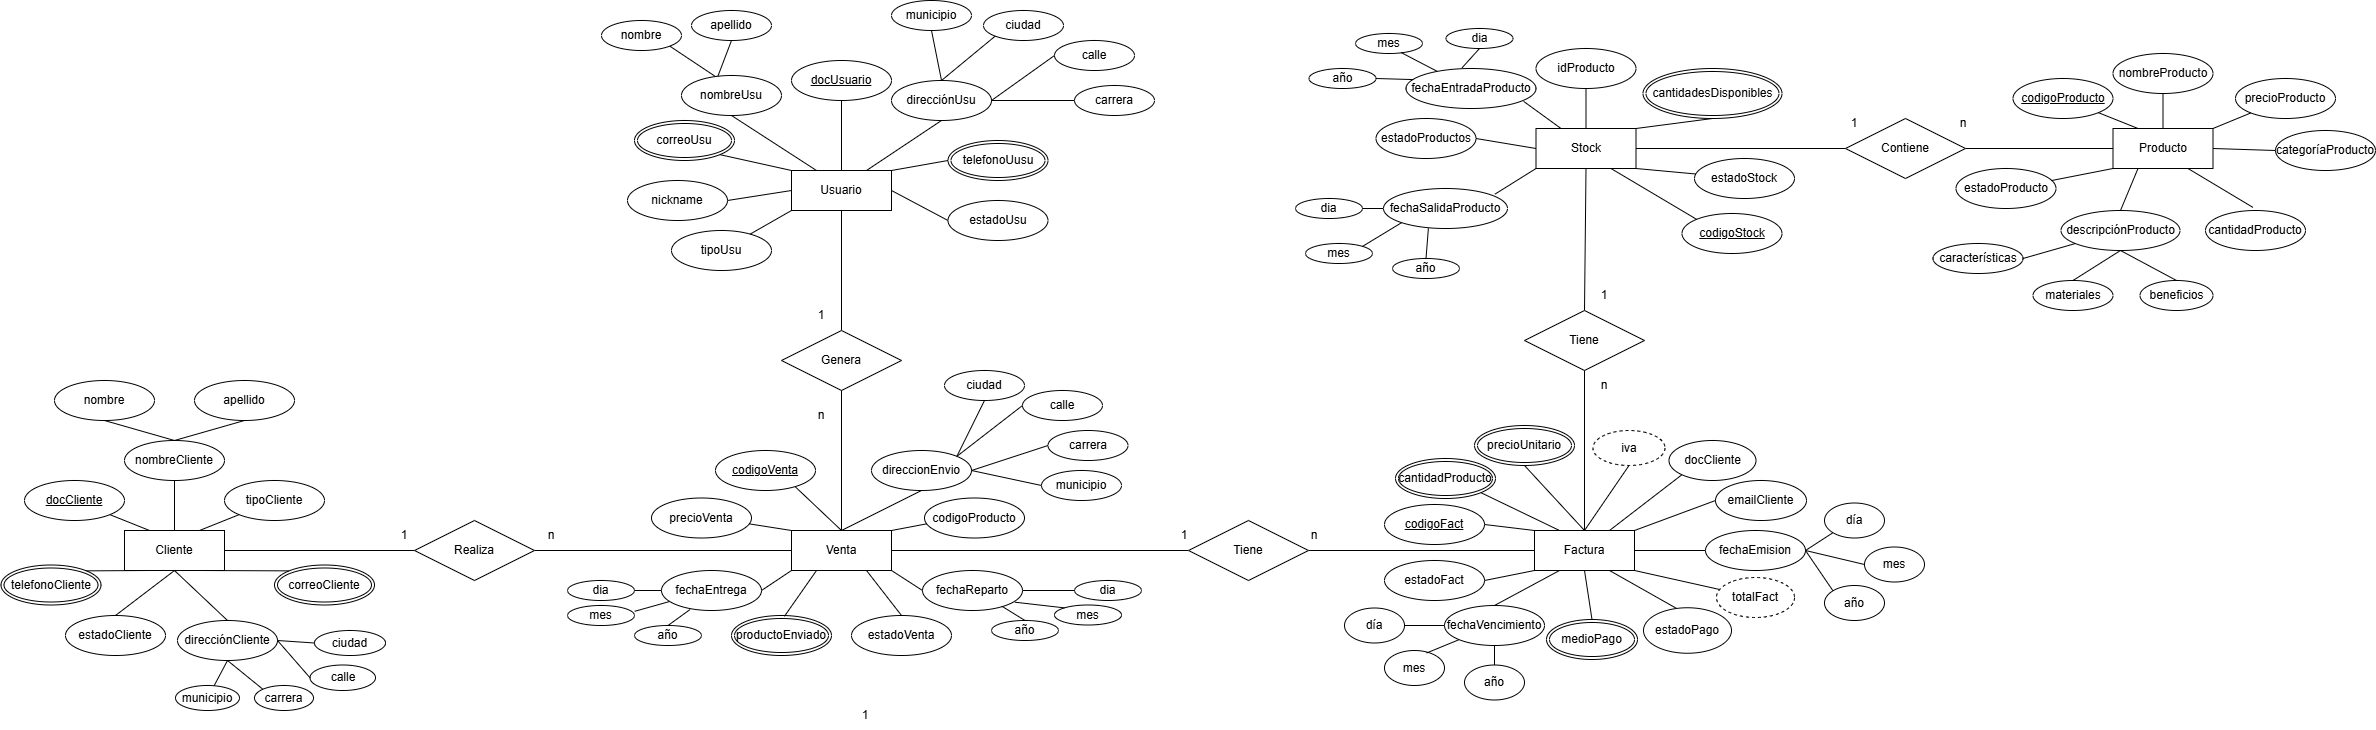 nombre
apellido
municipio
ciudad
calle
carrera
nombreUsu
docUsuario
direcciónUsu
correoUsu
telefonoUusu
nickname
Usuario
estadoUsu
tipoUsu
1
Genera
n
mes
dia
año
fechaEntradaProducto
idProducto
cantidadesDisponibles
estadoProductos
Stock
estadoStock
fechaSalidaProducto
dia
mes
año
codigoStock
1
Contiene
n
codigoProducto
nombreProducto
precioProducto
Producto
categoríaProducto
estadoProducto
descripciónProducto
cantidadProducto
características
materiales
beneficios
1
Tiene
n
nombre
apellido
nombreCliente
docCliente
tipoCliente
Cliente
telefonoCliente
correoCliente
estadoCliente
direcciónCliente
ciudad
calle
municipio
carrera
1
Realiza
n
ciudad
calle
carrera
municipio
codigoVenta
direccionEnvio
precioVenta
codigoProducto
Venta
dia
mes
año
fechaEntrega
fechaReparto
dia
mes
año
productoEnviado
estadoVenta
1
Tiene
n
precioUnitario
iva
cantidadProducto
docCliente
codigoFact
emailCliente
Factura
fechaEmision
día
mes
año
estadoFact
totalFact
día
fechaVencimiento
mes
año
medioPago
estadoPago
1